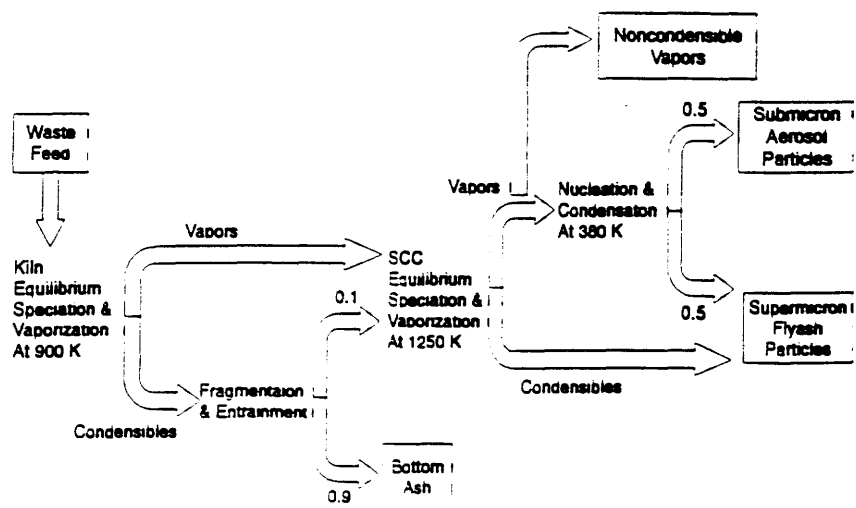 Noncondensible
Vapors
Waste
Feed
0.5
Submicron
Aerosol
Particles
Vapors
Nucleation &
Condensaton
At 380 K
Vapors
Kiln
Equilibrium
Speciation &
Vaporization
At 900 K
SCC
Equilibrium
Speciation &
Vaporization
At 1250 K
0.1
0.5
Supermicron
Flyash
Particles
Fragmentaion
& Entrainment
Condensibles
Condensibles
Bottom
Ash
0.9